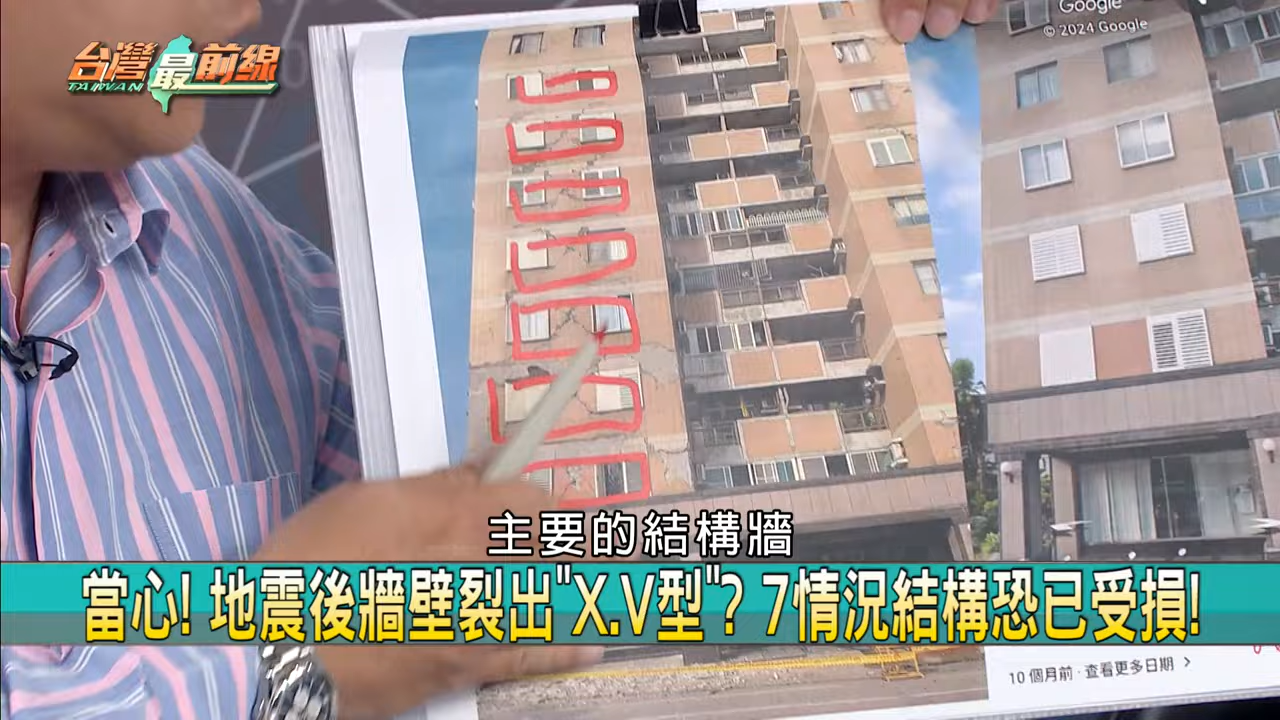 Google
© 2024 Google
台灣最前線
TAIWAN
主要的結構牆
當心! 地震後牆壁裂出"X.V型"? 7情況結構恐已受損!
10 個月前 · 查看更多日期 >